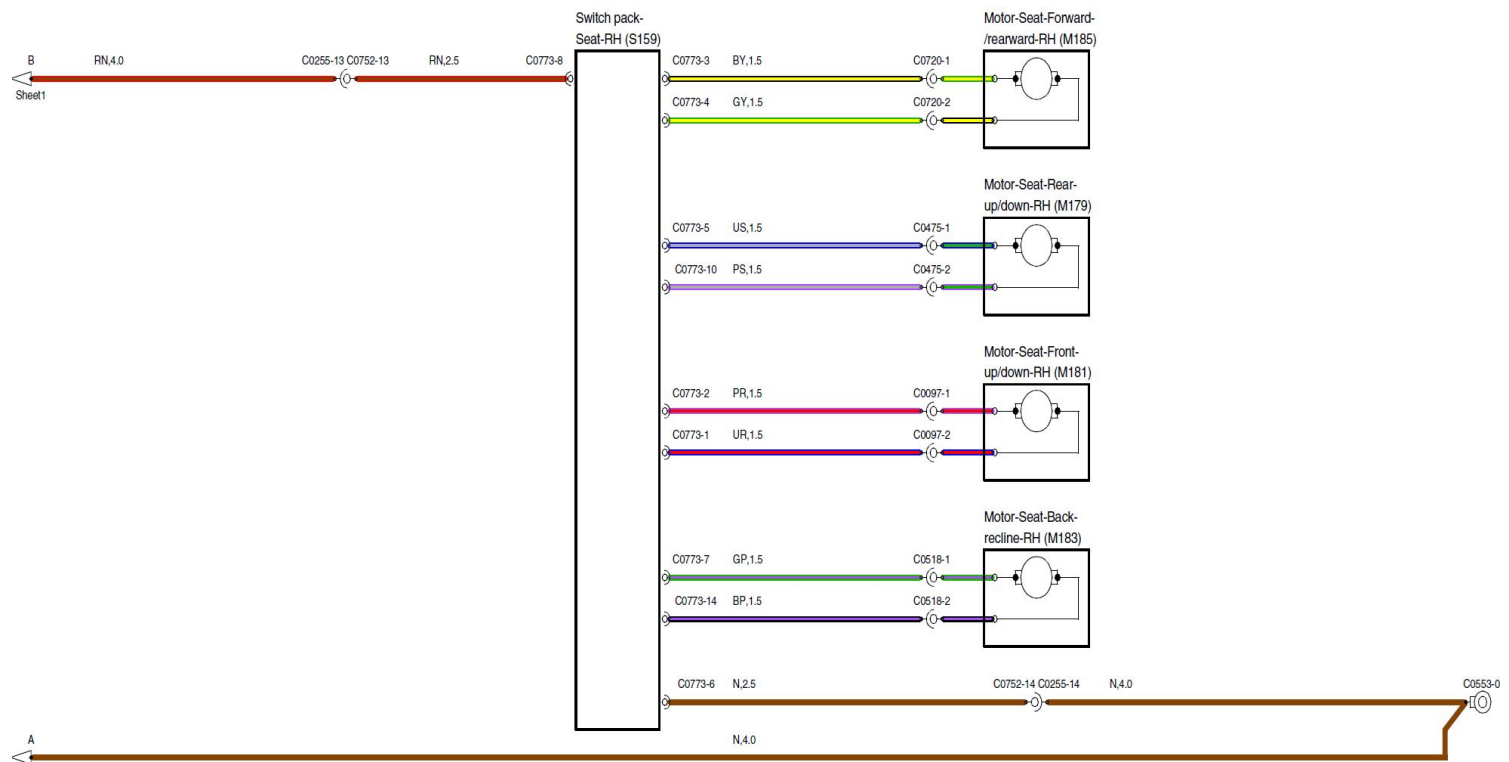 Switch pack-
Seat-RH (S159)
Motor-Seat-Forward-
/rearward-RH (M185)
B
RN,4.0
C0255-13 C0752-13
RN,2.5
C0773-8
C0773-3
BY,1.5
C0720-1
Sheet1
C0773-4
GY,1.5
C0720-2
Motor-Seat-Rear-
up/down-RH (M179)
C0773-5
US,1.5
C0475-1
C0773-10
PS,1.5
C0475-2
Motor-Seat-Front-
up/down-RH (M181)
C0773-2
PR,1.5
C0097-1
C0773-1
UR,1.5
C0097-2
Motor-Seat-Back-
recline-RH (M183)
C0773-7
GP,1.5
C0518-1
C0773-14
BP,1.5
C0518-2
C0773-6
N,2.5
C0752-14 C0255-14
N,4.0
C0553-0
A
N,4.0